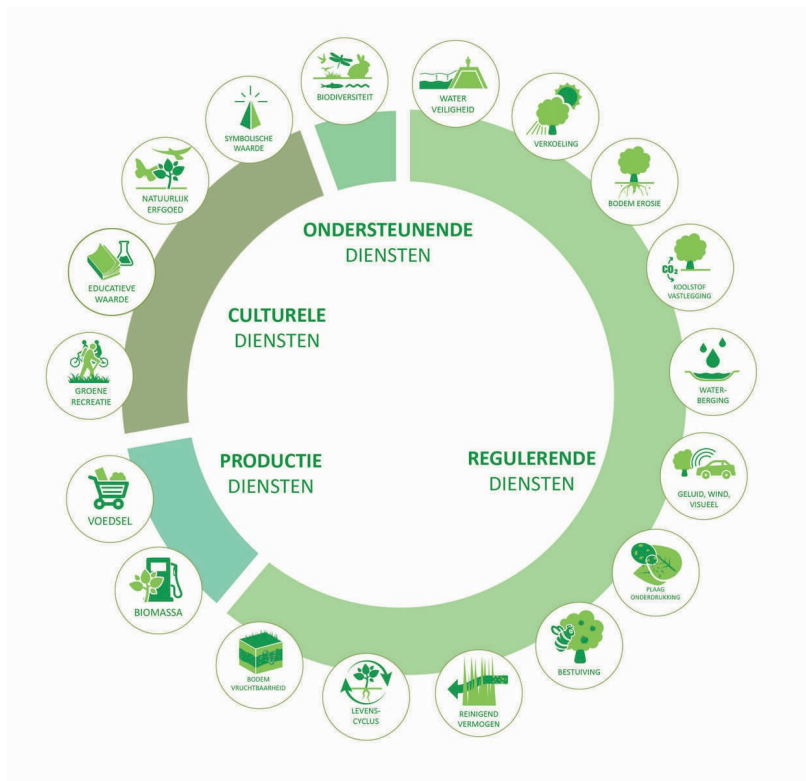 BIODIVERSITEIT
WATER
VEILIGHEID
VERKOELING
BODEM EROSIE
CO₂
KOOLSTOF
VASTLEGGING
WATER-
BERGING
GELUID, WIND,
VISUEEL
PLAAG
ONDERDRUKKING
BESTUIVING
REINIGEND
VERMOGEN
LEVENS-
CYCLUS
BODEM
VRUCHTBAARHEID
BIOMASSA
VOEDSEL
GROENE
RECREATIE
EDUCATIEVE
WAARDE
NATUURLIJK
ERFGOED
SYMBOLISCHE
WAARDE
ONDERSTEUNENDE
DIENSTEN
CULTURELE
DIENSTEN
PRODUCTIE
DIENSTEN
REGULERENDE
DIENSTEN